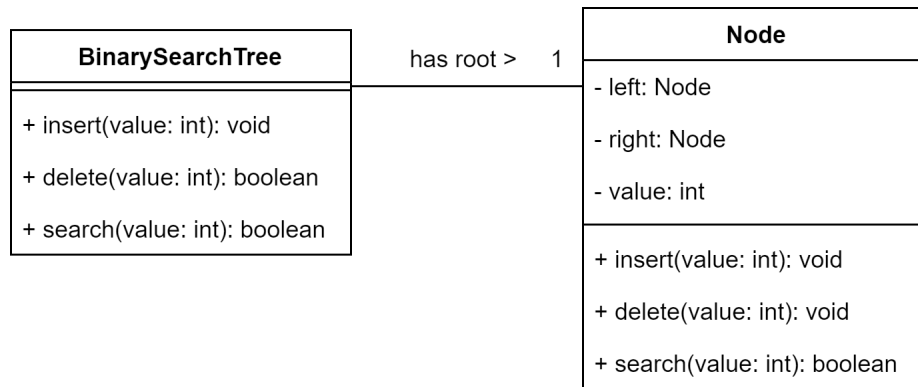 BinarySearchTree
+ insert(value: int): void
+ delete(value: int): boolean
+ search(value: int): boolean
has root > 1
Node
- left: Node
- right: Node
- value: int
+ insert(value: int): void
+ delete(value: int): void
+ search(value: int): boolean